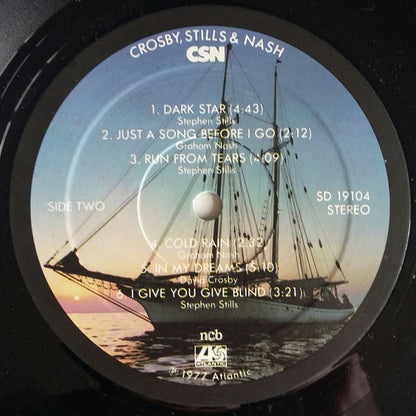 CROSBY, STILLS & NASH
CSN
1. DARK STAR (4:43)
Stephen Stills
2. JUST A SONG BEFORE I GO (2:12)
Graham Nash
3. RUN FROM TEARS (4:09)
Stephen Stills
'SIDE TWO
SD 19104
STEREO
4. COLD RAIN (2:32)
Graham Nash
5. IN MY DREAMS (5:10)
David Crosby
6. I GIVE YOU GIVE BLIND (3:21)
Stephen Stills
ncb
ATLANTIC
℗ 1977 Atlantic